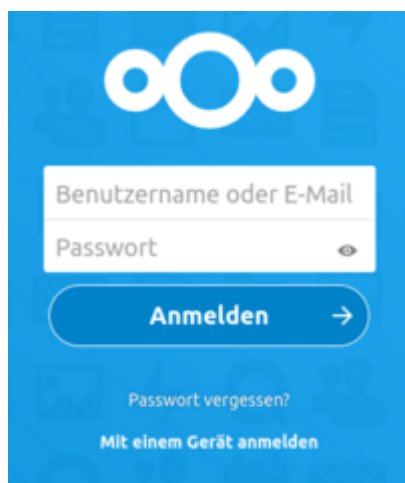 Benutzername oder E-Mail
Passwort
Anmelden
Passwort vergessen?
Mit einem Gerät anmelden